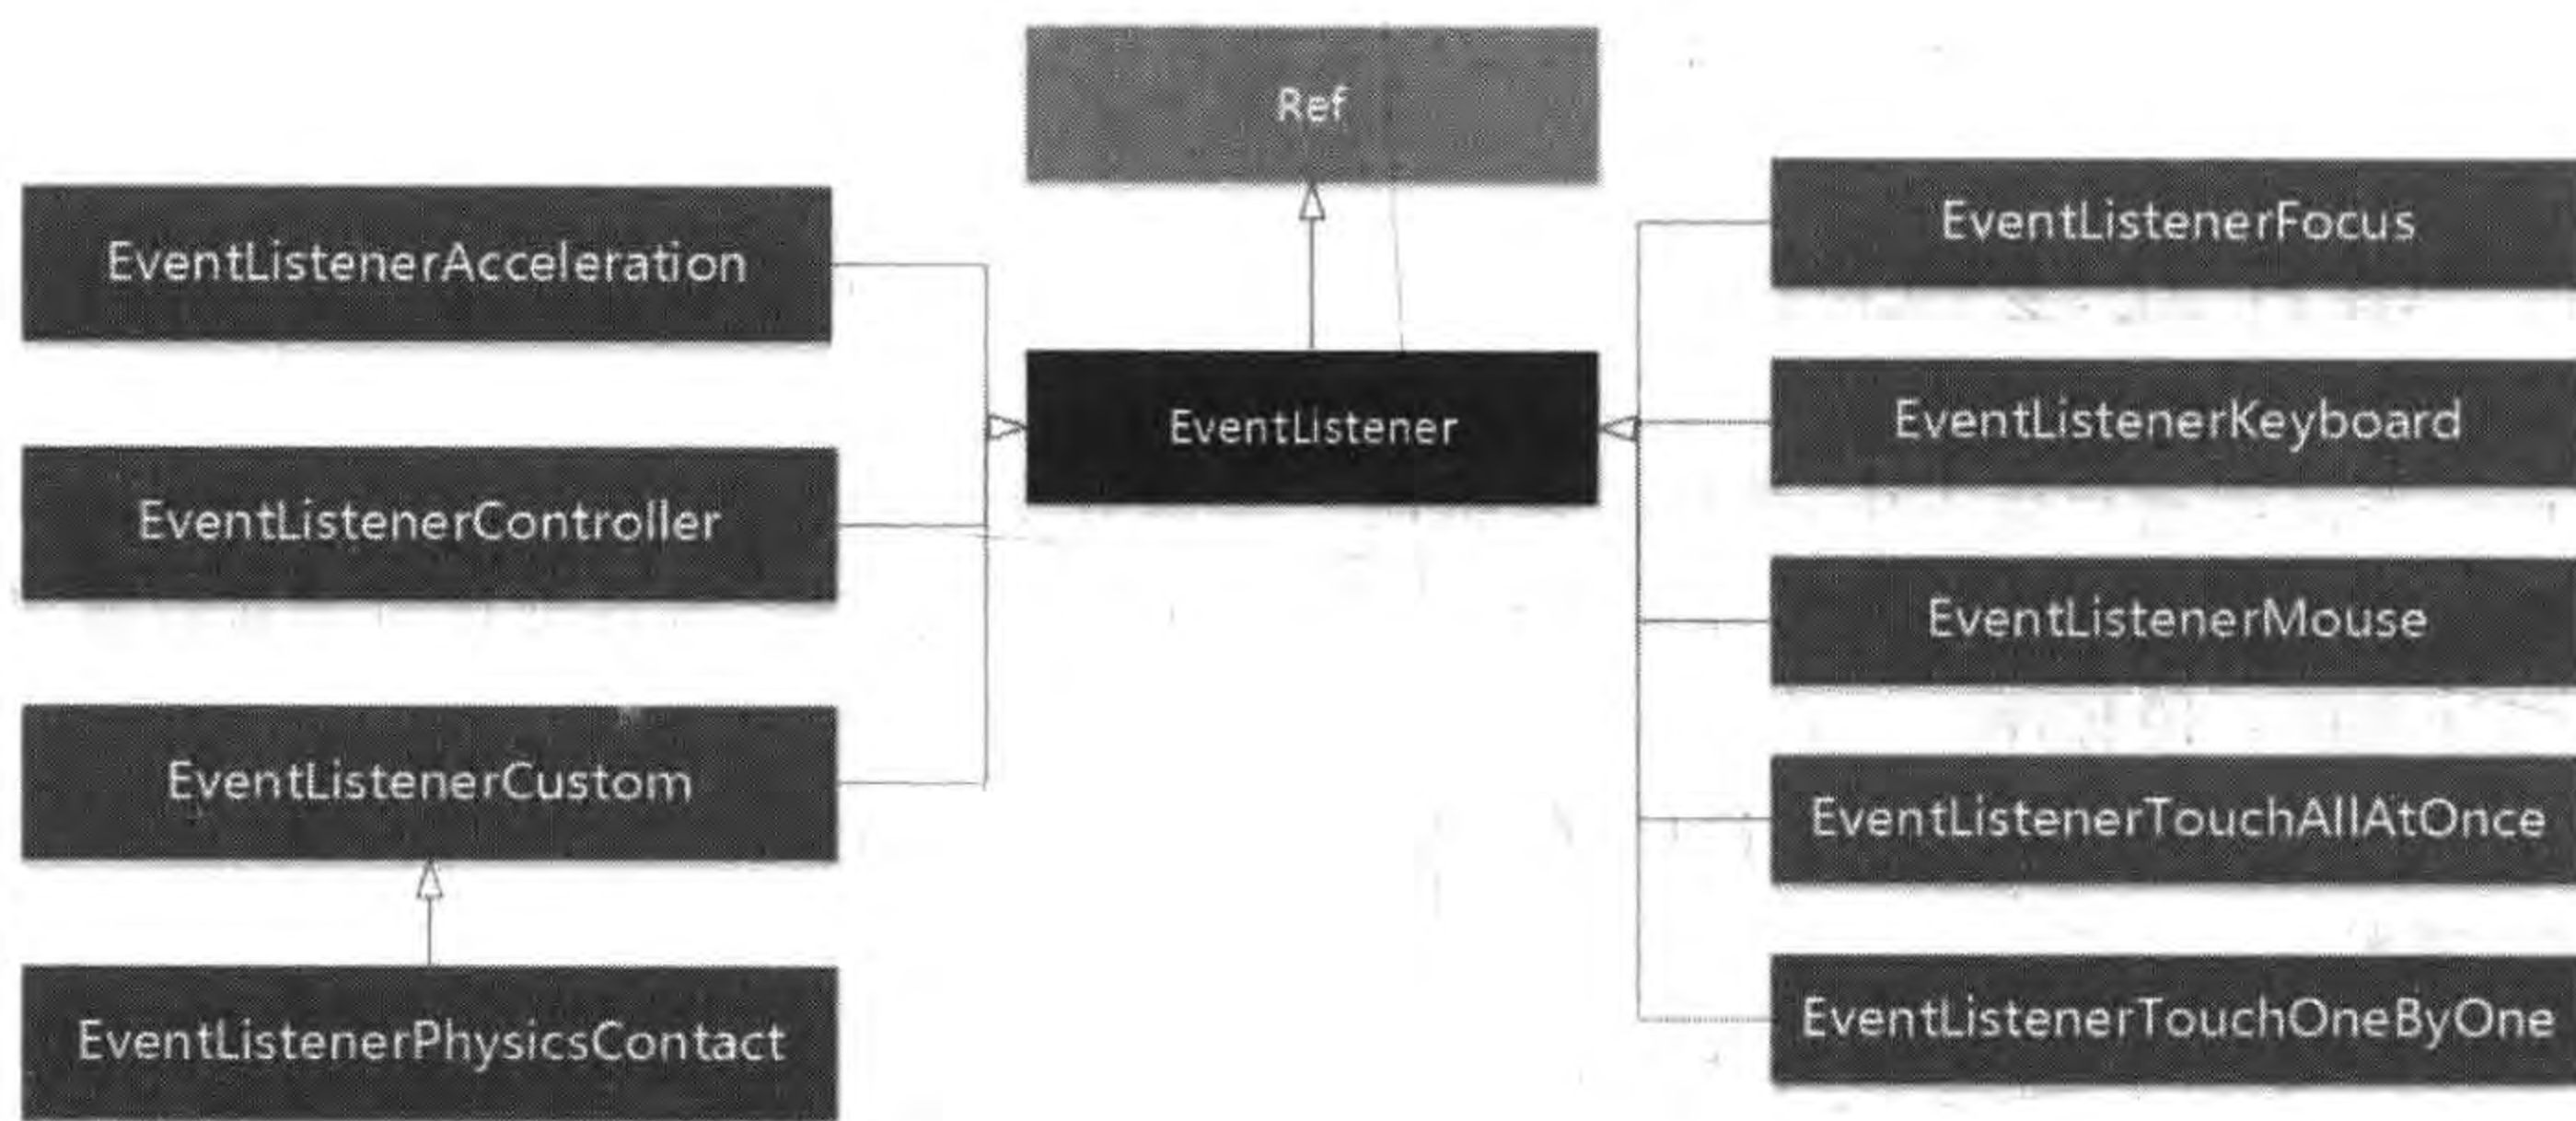 Ref
EventListenerAcceleration
EventListenerFocus
EventListener
EventListenerKeyboard
EventListenerController
EventListenerMouse
EventListenerCustom
EventListenerTouchAllAtOnce
EventListenerPhysicsContact
EventListenerTouchOneByOne